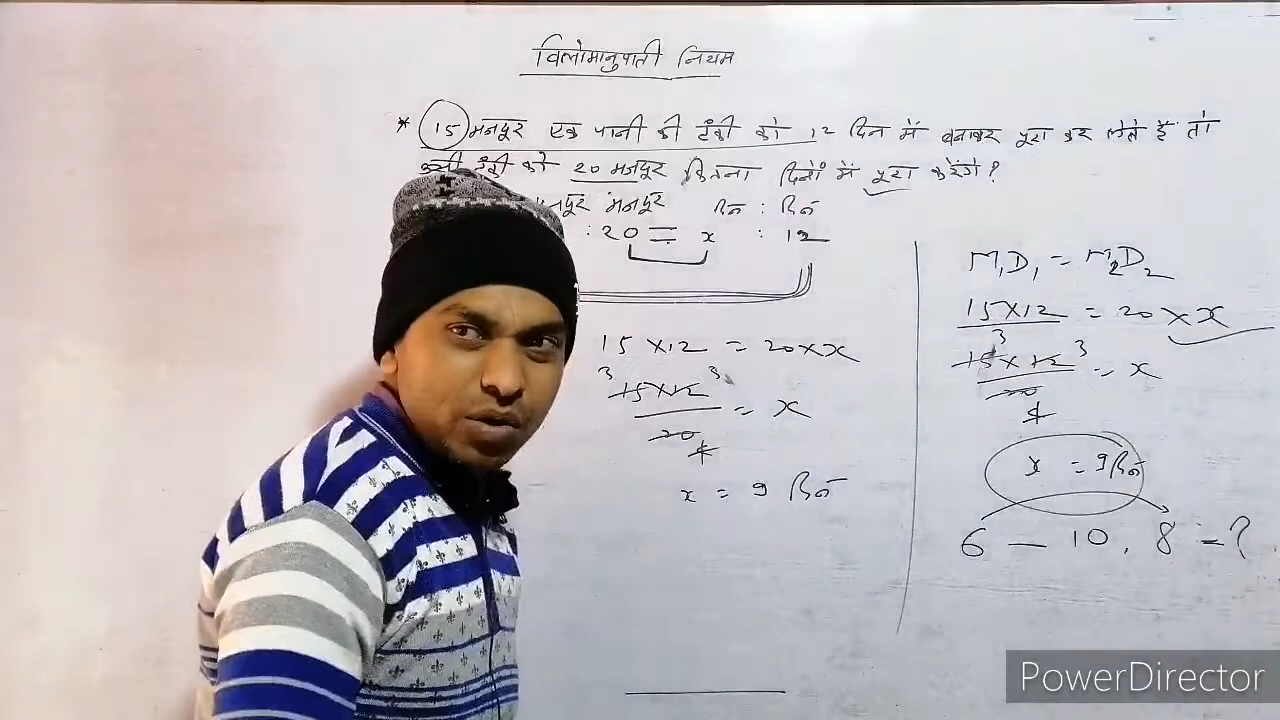 विलोमानुपाती नियम
* 15 मजदूर एक पानी की टंकी को 12 दिन में बनाकर पूरा कर लेते हैं तो
उसी टंकी को 20 मजदूर कितना दिनों में पूरा करेंगे?
मजदूर दिन : दिन
: 20 = x : 12
15 × 12 = 20 × x
3 15 × 12 3
20 = x
4
x = 9 दिन
M₁D₁ = M₂D₂
15 × 12 = 20 × x
3 15 × 12 3
20 = x
4
x = 9 दिन
6 — 10, 8 = ?
PowerDirector